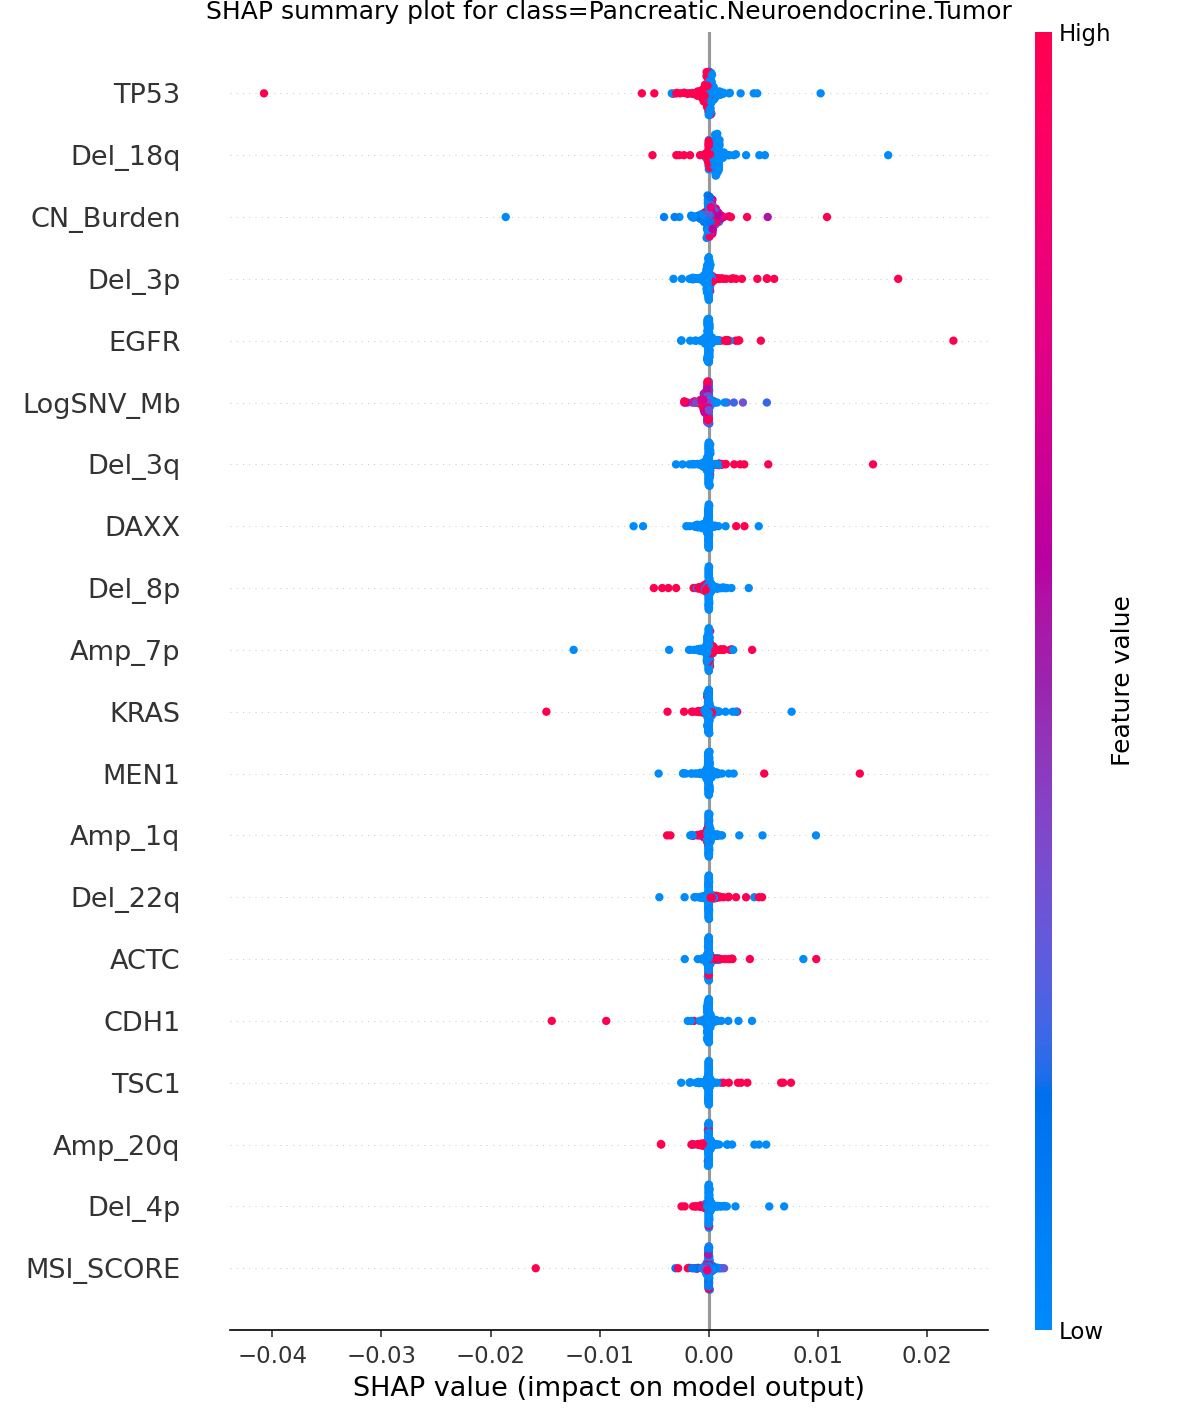 SHAP summary plot for class=Pancreatic.Neuroendocrine.Tumor
High
TP53
Del_18q
CN_Burden
Del_3p
EGFR
LogSNV_Mb
Del_3q
DAXX
Del_8p
Amp_7p
KRAS
MEN1
Amp_1q
Del_22q
ACTC
CDH1
TSC1
Amp_20q
Del_4p
MSI_SCORE
Feature value
Low
−0.04 −0.03 −0.02 −0.01 0.00 0.01 0.02
SHAP value (impact on model output)